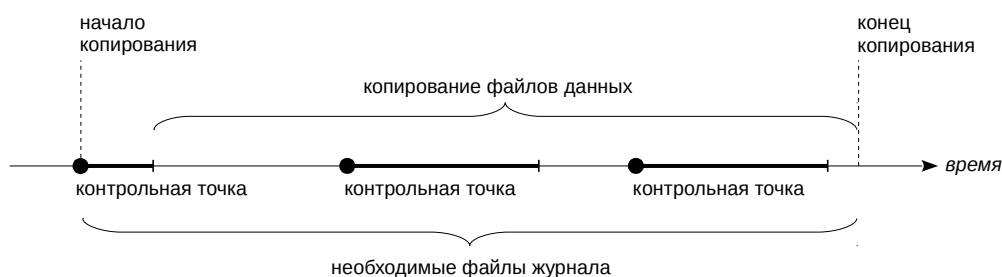 начало
копирования
конец
копирования
копирование файлов данных
время
контрольная точка
контрольная точка
контрольная точка
необходимые файлы журнала